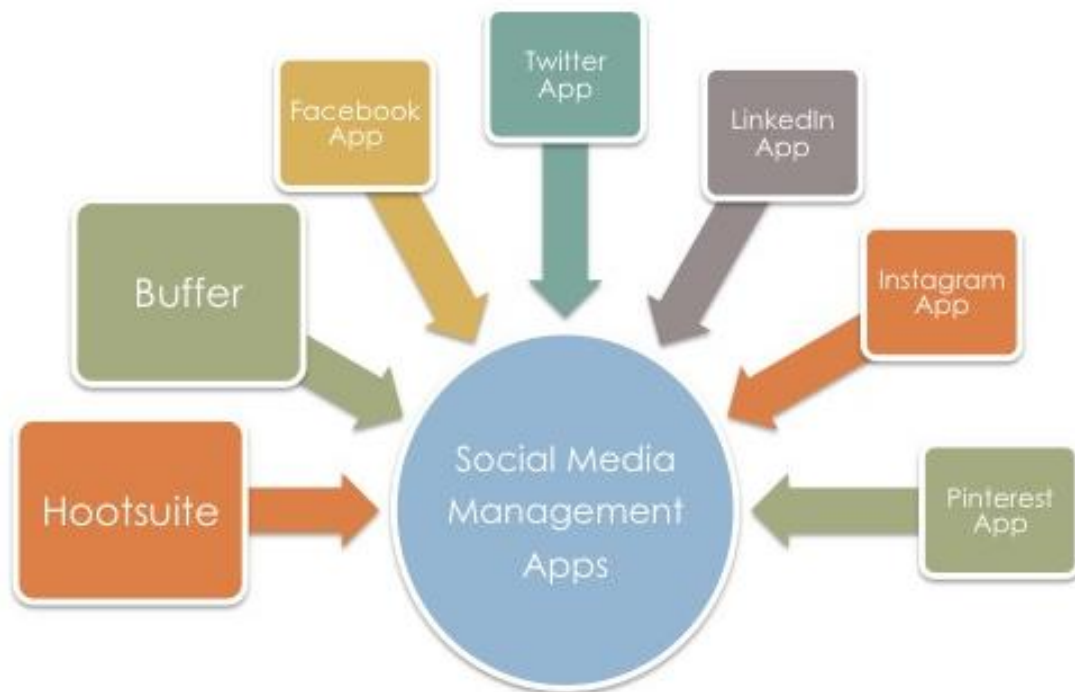 Twitter
App
Facebook
App
LinkedIn
App
Buffer
Instagram
App
Social Media
Management
Apps
Hootsuite
Pinterest
App